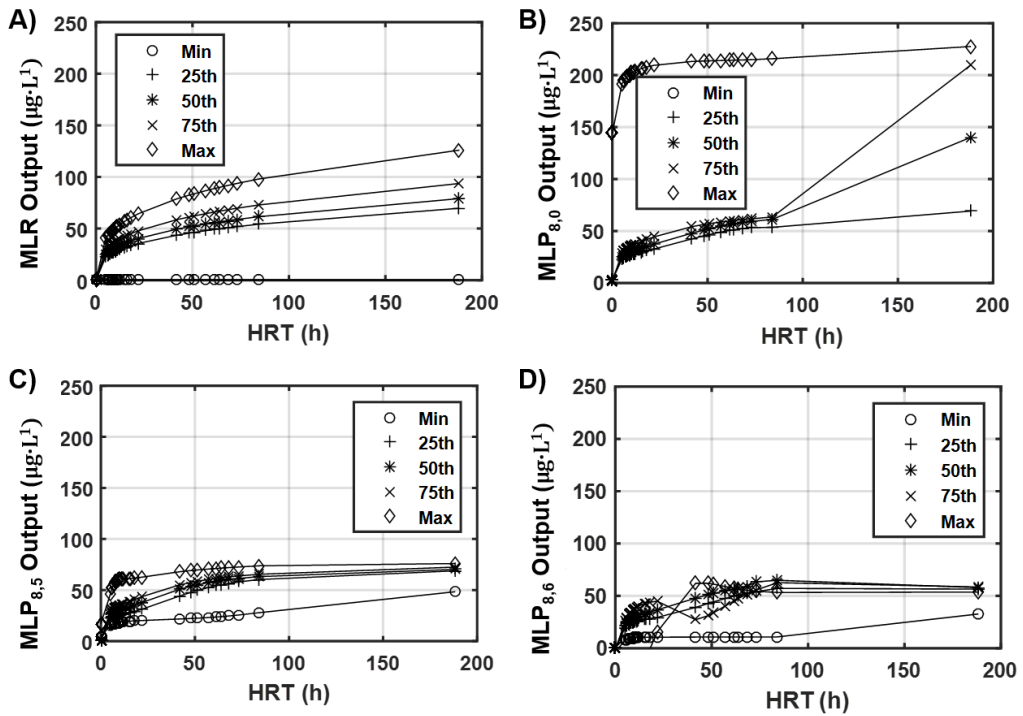 A)
250
200
150
100
50
0
0
50
100
150
200
MLR Output (µg·L¹)
HRT (h)
Min
25th
50th
75th
Max
B)
250
200
150
100
50
0
0
50
100
150
200
MLP8,0 Output (µg·L¹)
HRT (h)
Min
25th
50th
75th
Max
C)
250
200
150
100
50
0
0
50
100
150
200
MLP8,5 Output (µg·L¹)
HRT (h)
Min
25th
50th
75th
Max
D)
250
200
150
100
50
0
0
50
100
150
200
MLP8,6 Output (µg·L¹)
HRT (h)
Min
25th
50th
75th
Max